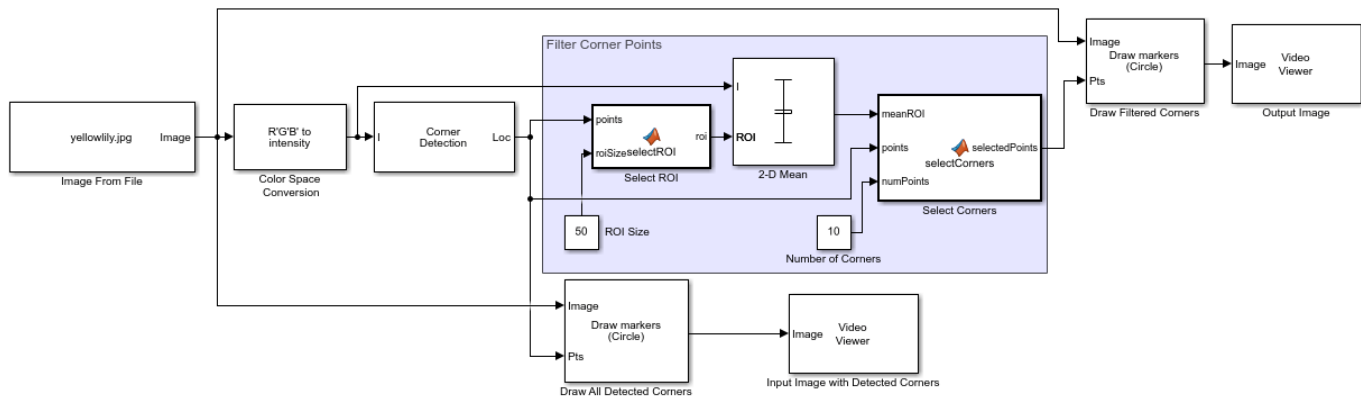 Filter Corner Points
Image
Draw markers
(Circle)
Pts
Draw Filtered Corners
Image
Video
Viewer
Output Image
yellowlily.jpg
Image
Image From File
R'G'B' to
intensity
Color Space
Conversion
I
Corner
Detection
Loc
points
roiSize
selectROI
roi
Select ROI
I
ROI
2-D Mean
meanROI
points
numPoints
selectCorners
selectedPoints
Select Corners
50
ROI Size
10
Number of Corners
Image
Draw markers
(Circle)
Pts
Draw All Detected Corners
Image
Video
Viewer
Input Image with Detected Corners